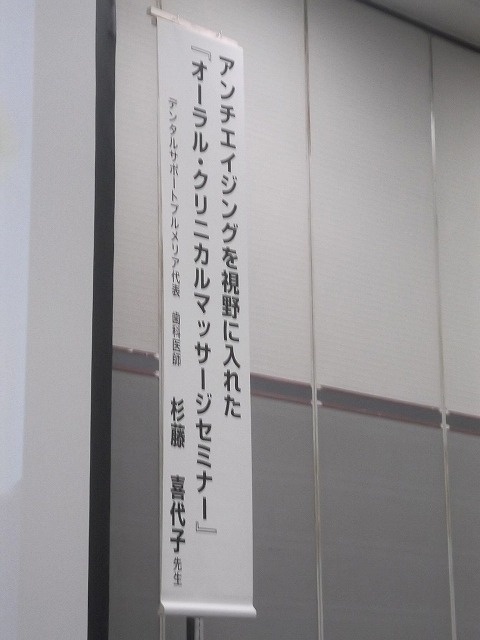 アンチエイジングを視野に入れた
『オーラル・クリニカルマッサージセミナー』
デンタルサポートプルメリア代表 歯科医師 杉藤 喜代子先生